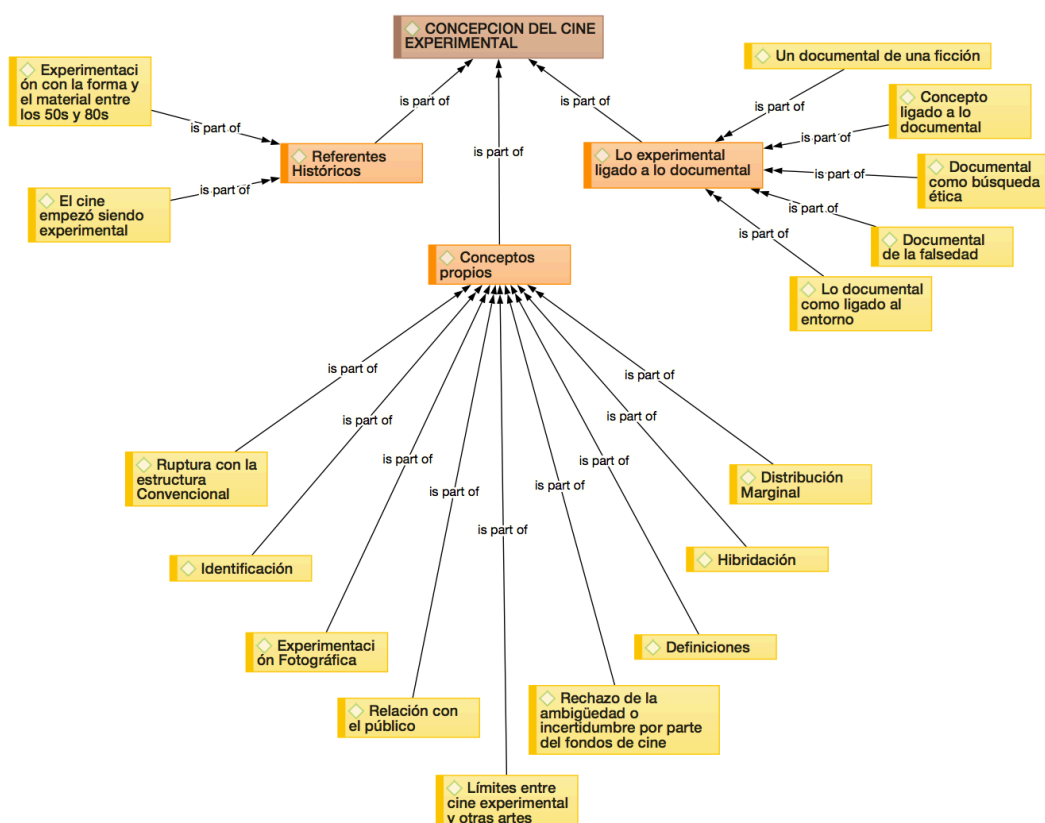 CONCEPCION DEL CINE
EXPERIMENTAL
Experimentaci
ón con la forma y
el material entre
los 50s y 80s
Un documental de una ficción
Concepto
ligado a lo
documental
is part of
is part of
is part of
is part of
is part of
Referentes
Históricos
is part of
Lo experimental
ligado a lo documental
is part of
Documental
como búsqueda
ética
is part of
is part of
El cine
empezó siendo
experimental
is part of
is part of
Documental
de la falsedad
Conceptos
propios
Lo documental
como ligado al
entorno
is part of
is part of
is part of
is part of
is part of
is part of
is part of
is part of
is part of
Ruptura con la
estructura
Convencional
Distribución
Marginal
Identificación
Hibridación
Experimentaci
ón Fotográfica
Definiciones
Relación con
el público
Rechazo de la
ambigüedad o
incertidumbre por parte
del fondos de cine
Límites entre
cine experimental
y otras artes